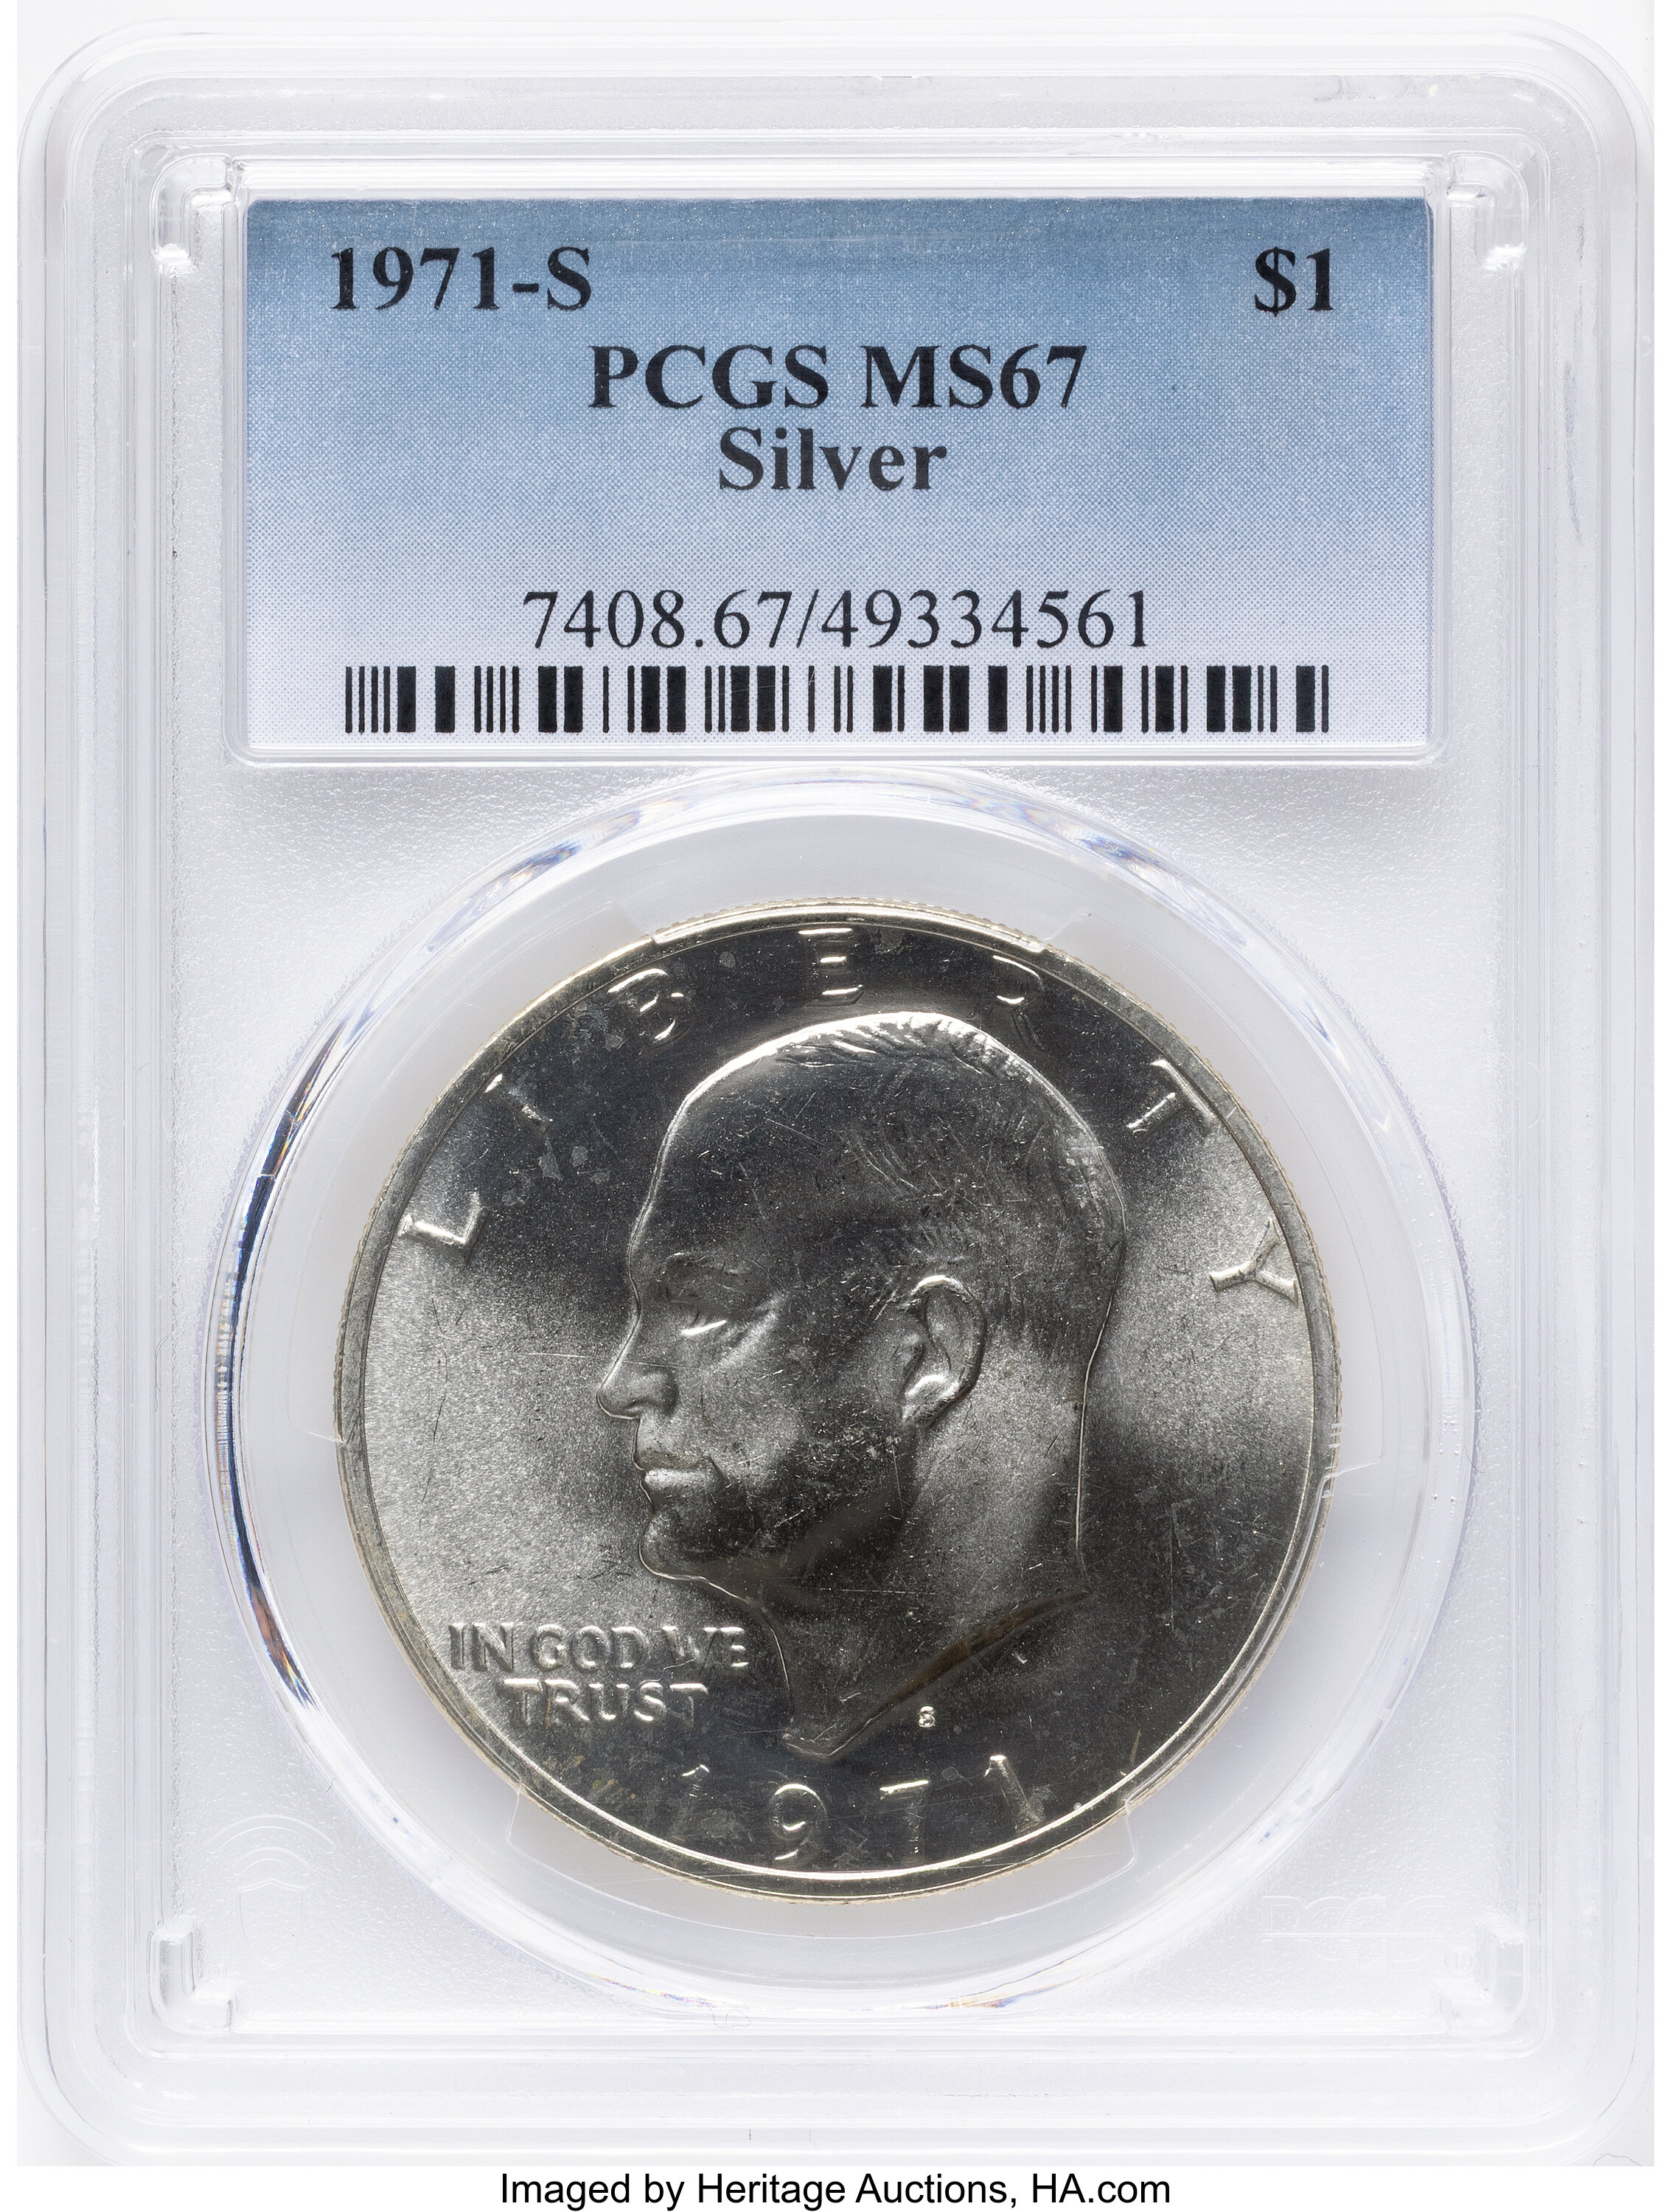 1971-S $1
PCGS MS67
Silver
7408.67/49334561
LIBERTY
IN GOD WE
TRUST
S
1971
PCGS
Imaged by Heritage Auctions, HA.com